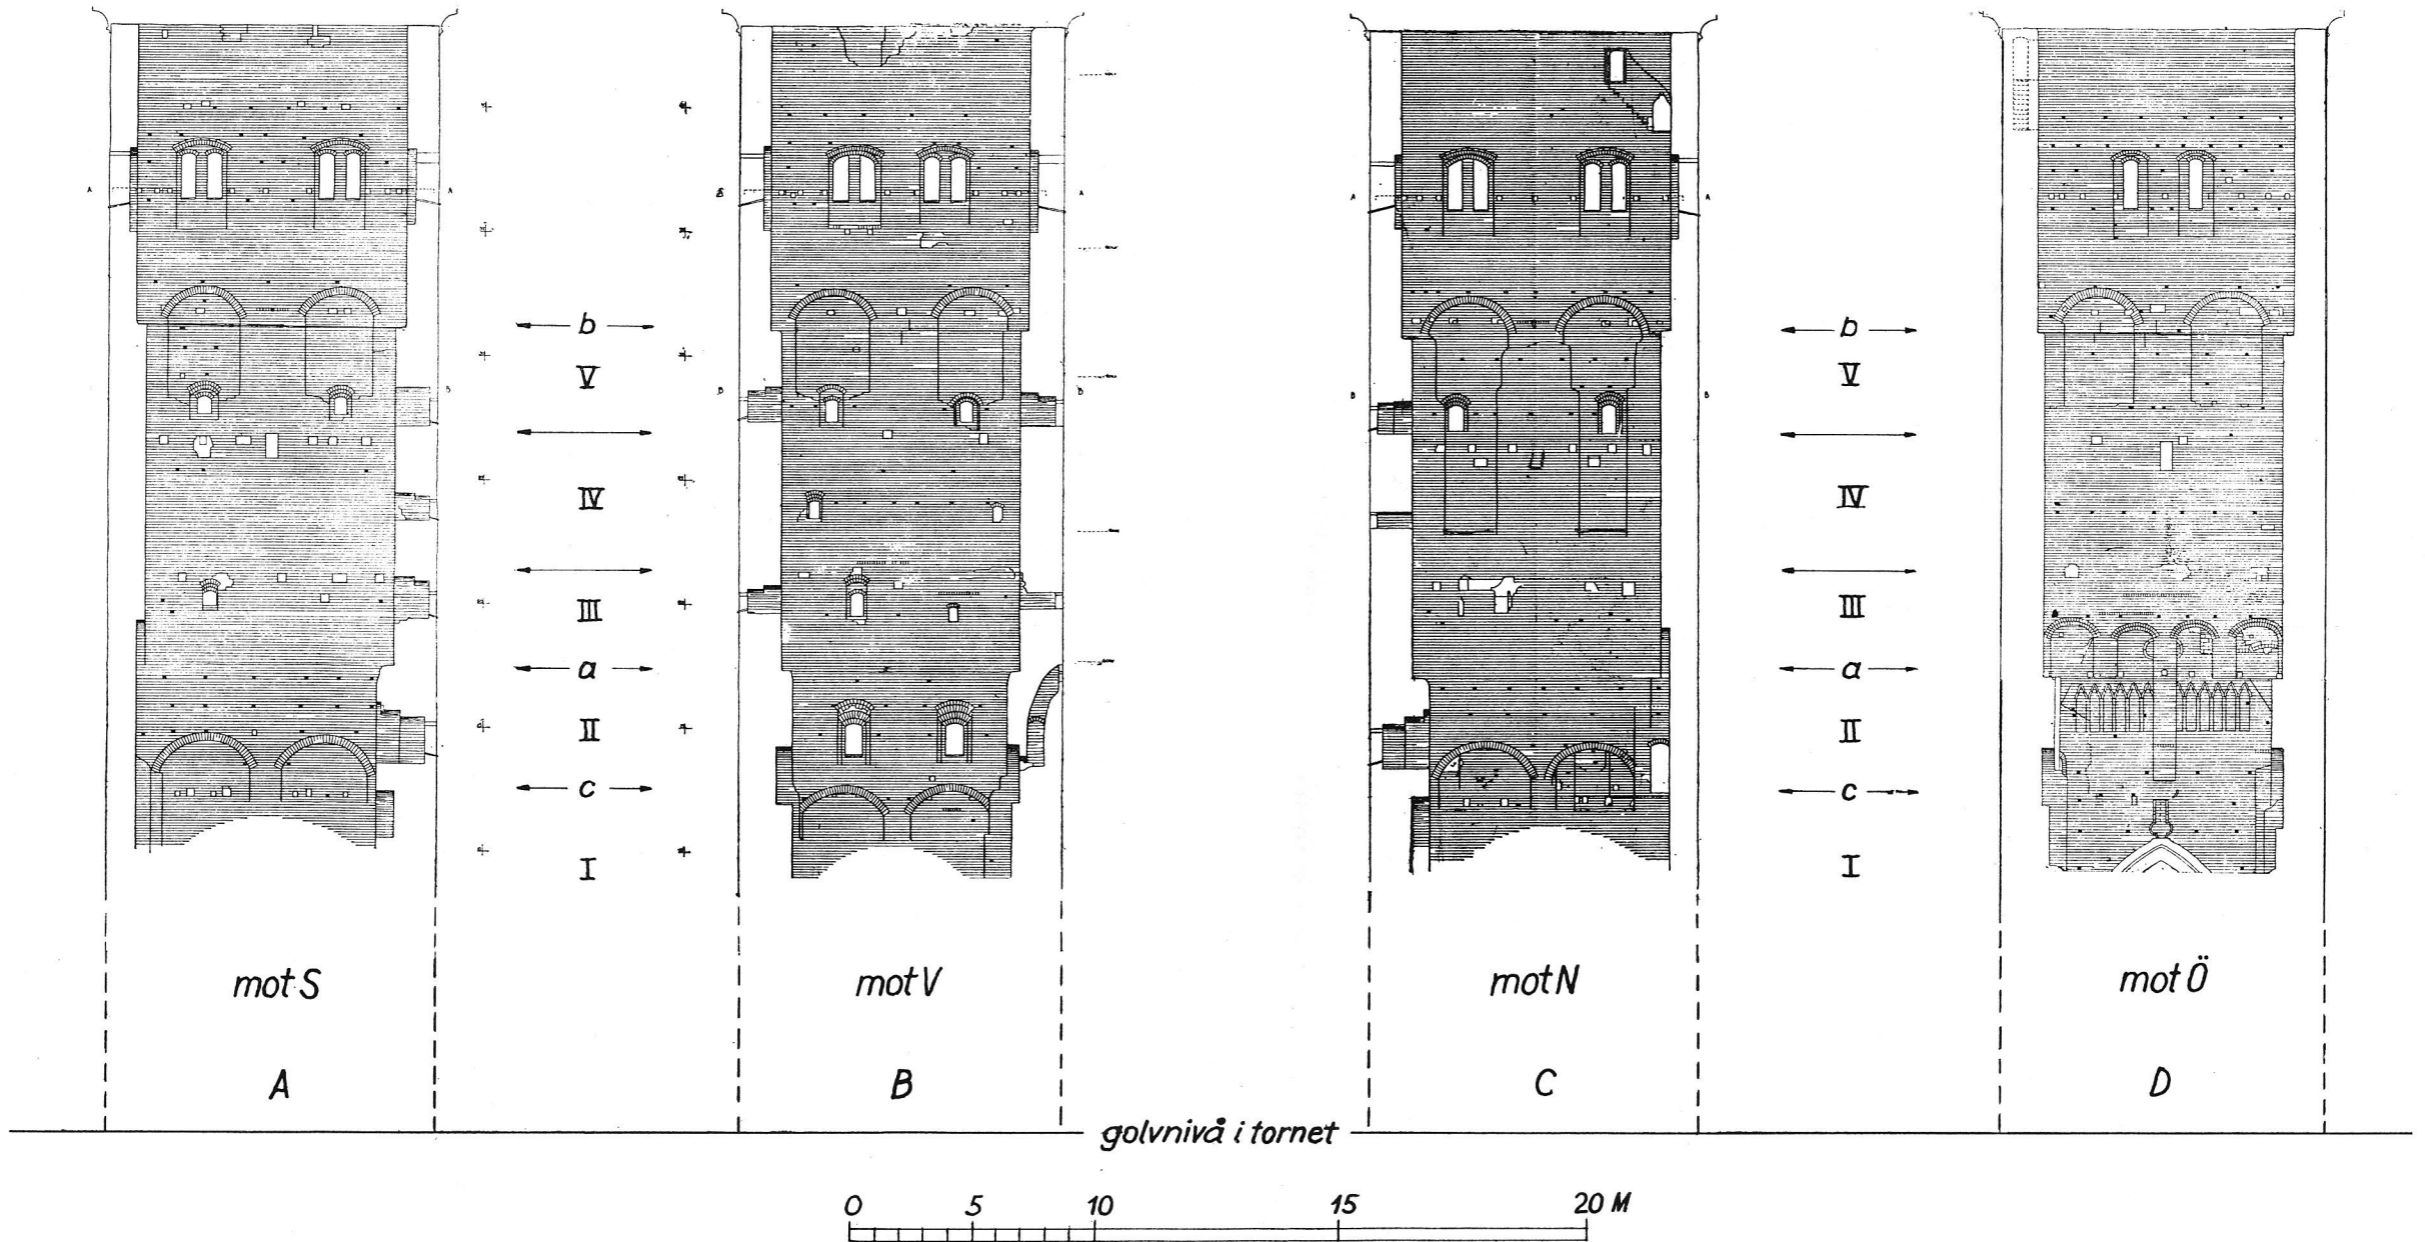 A A A A A
B B B
b b
V V
IV IV
III III
a a
II II
c c
I I
mot S mot V mot N mot Ö
A B C D
golvnivå i tornet
0 5 10 15 20 M